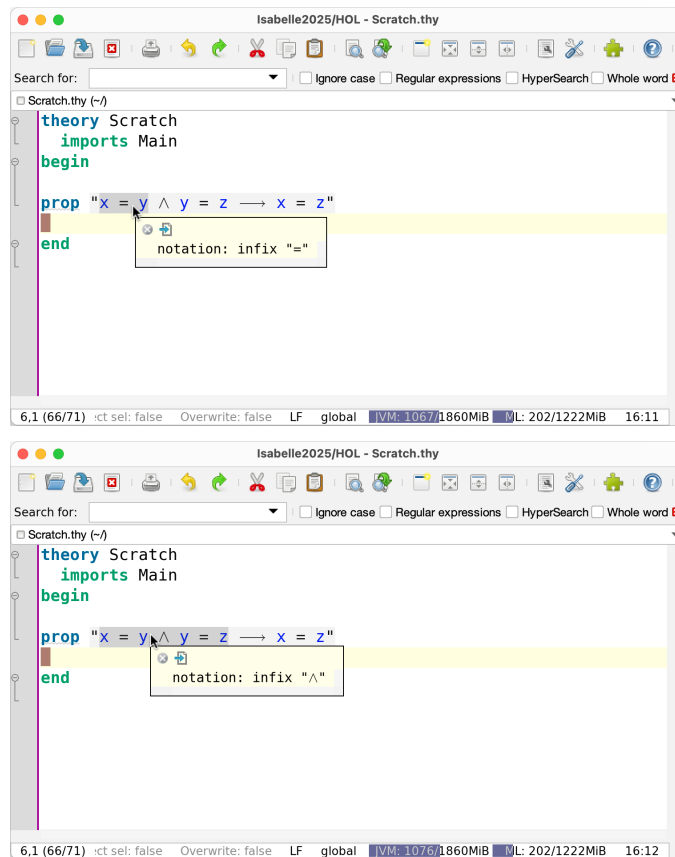 Isabelle2025/HOL - Scratch.thy
Search for: Ignore case Regular expressions HyperSearch Whole word
Scratch.thy (~/)
theory Scratch
imports Main
begin
prop "x = y ∧ y = z ⟶ x = z"
notation: infix "="
end
6,1 (66/71) ct sel: false Overwrite: false LF global JVM: 1067/1860MiB ML: 202/1222MiB 16:11
Isabelle2025/HOL - Scratch.thy
Search for: Ignore case Regular expressions HyperSearch Whole word
Scratch.thy (~/)
theory Scratch
imports Main
begin
prop "x = y ∧ y = z ⟶ x = z"
notation: infix "∧"
end
6,1 (66/71) ct sel: false Overwrite: false LF global JVM: 1076/1860MiB ML: 202/1222MiB 16:12